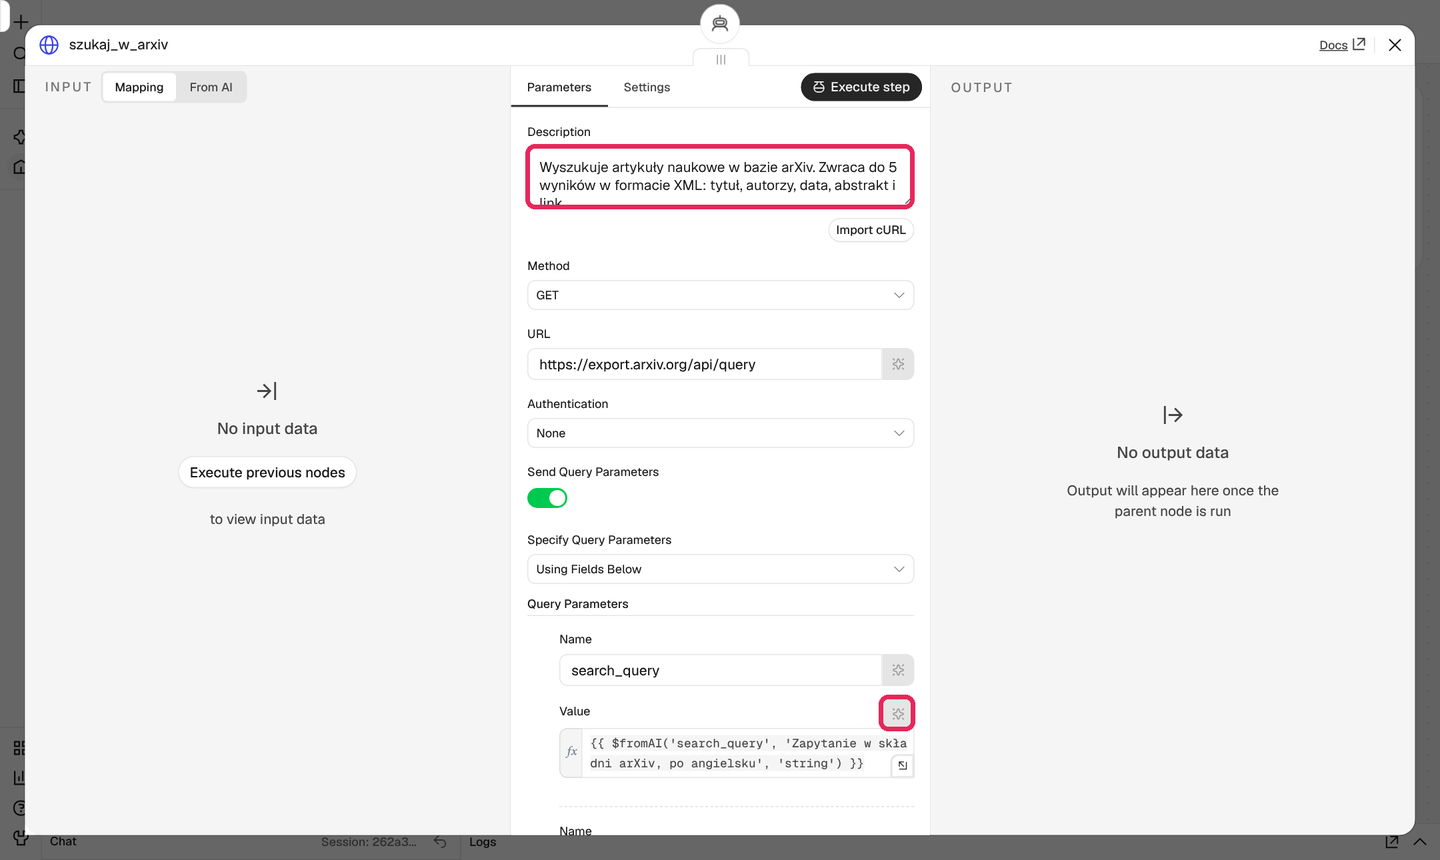 szukaj_w_arxiv
Docs
INPUT
Mapping
From AI
No input data
Execute previous nodes
to view input data
Parameters
Settings
Execute step
Description
Wyszukuje artykuły naukowe w bazie arXiv. Zwraca do 5
wyników w formacie XML: tytuł, autorzy, data, abstrakt i
link
Import cURL
Method
GET
URL
https://export.arxiv.org/api/query
Authentication
None
Send Query Parameters
Specify Query Parameters
Using Fields Below
Query Parameters
Name
search_query
Value
fx
{{ $fromAI('search_query', 'Zapytanie w skła
dni arXiv, po angielsku', 'string') }}
Name
OUTPUT
No output data
Output will appear here once the
parent node is run
Chat
Session: 262a3...
Logs